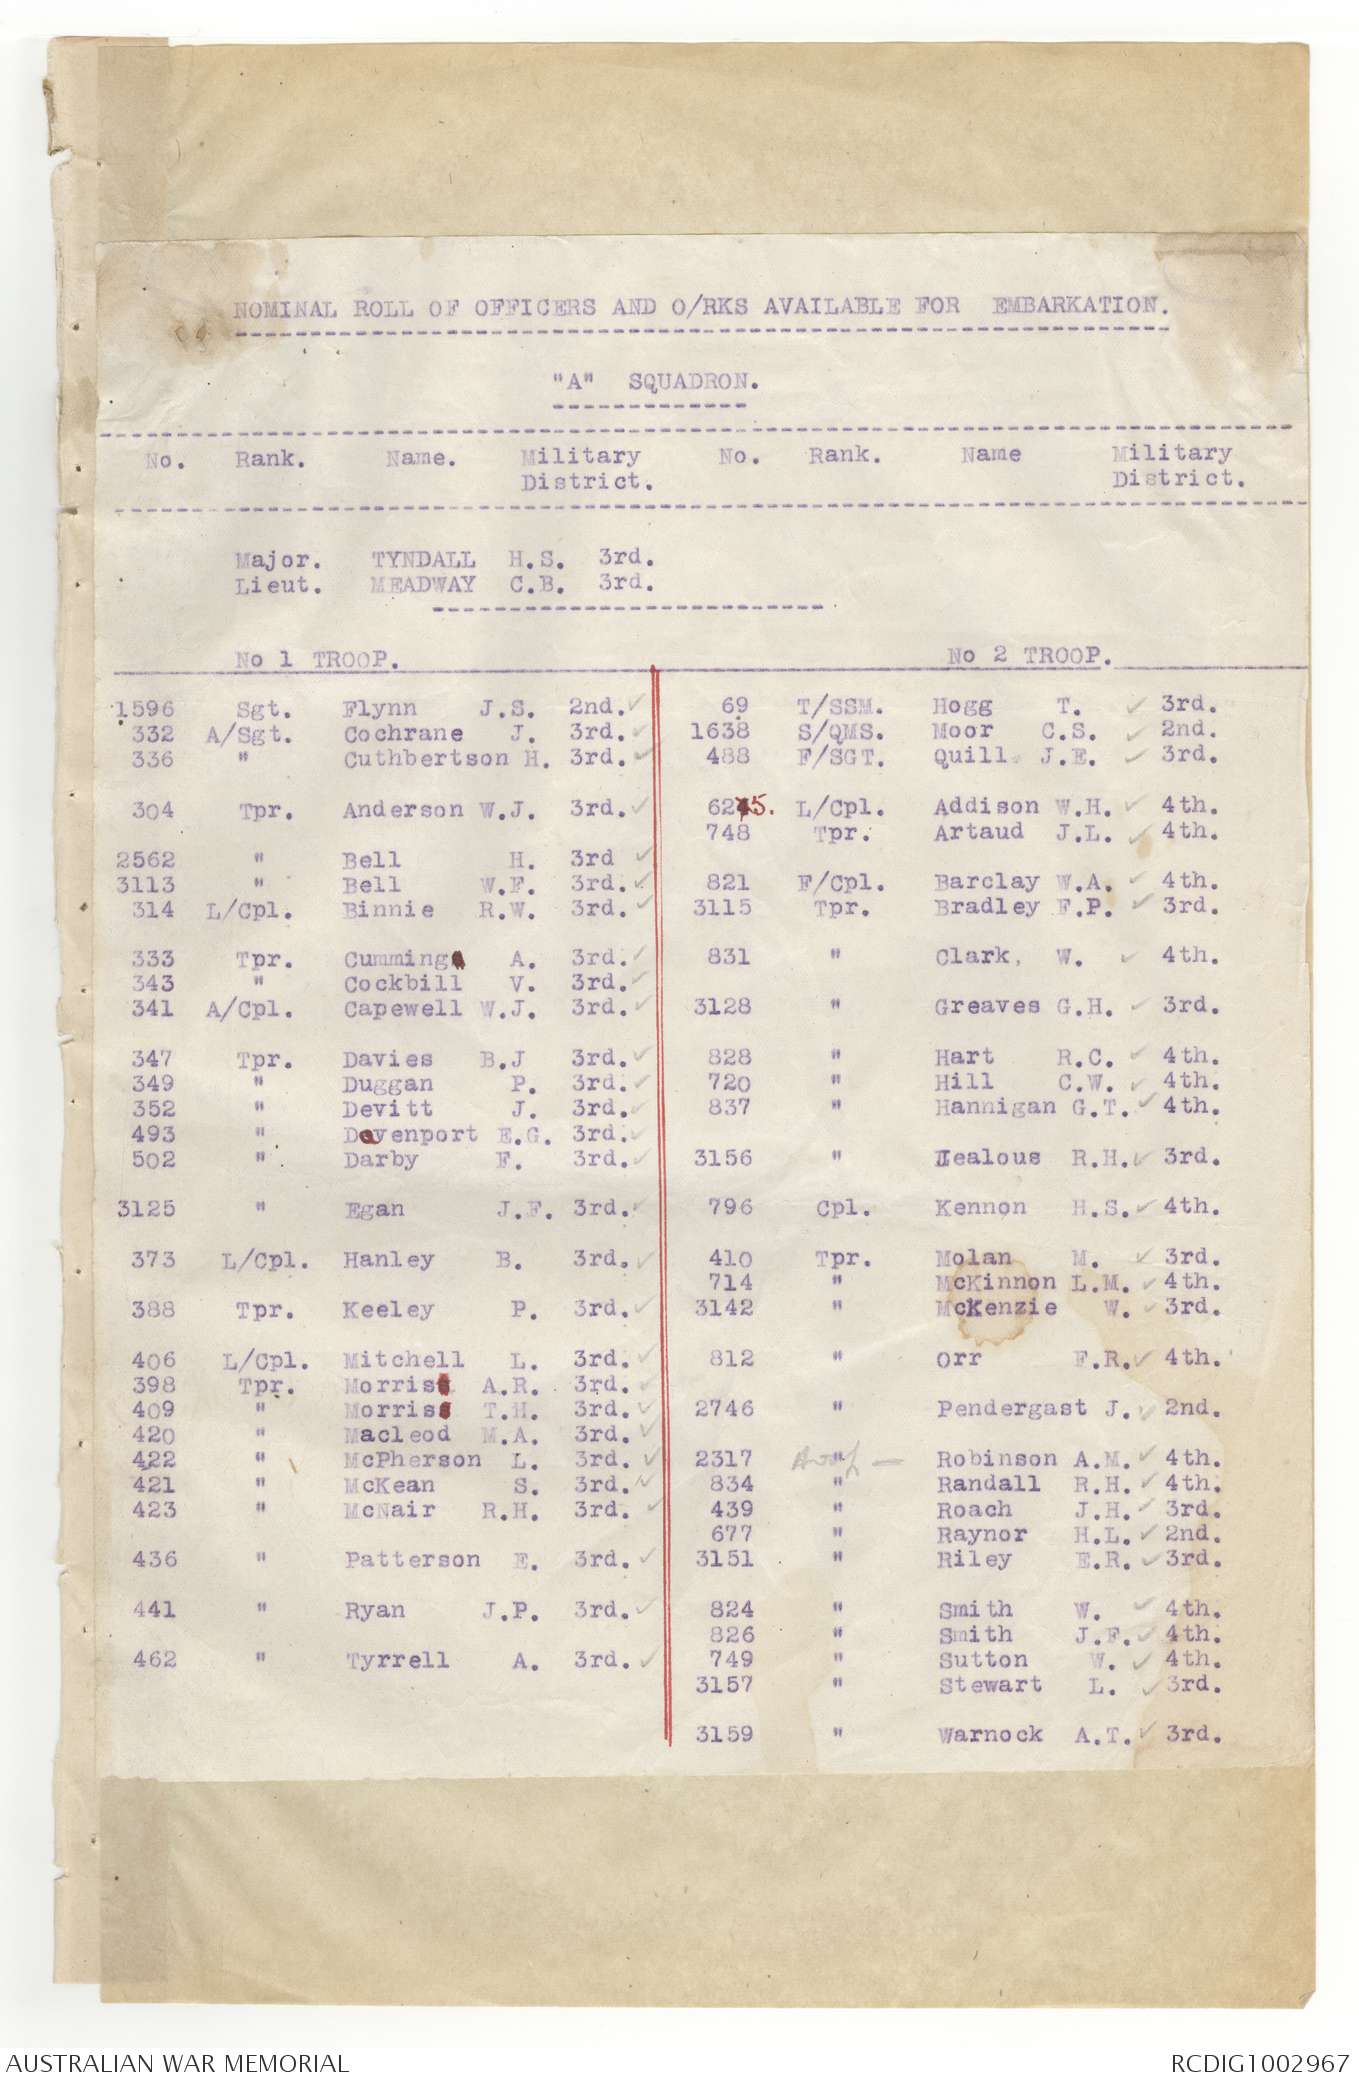 NOMINAL ROLL OF OFFICERS AND O/RKS AVAILABLE FOR EMBARKATION.
"A" SQUADRON.
No. Rank. Name. Military No. Rank. Name Military
District. District.
Major. TYNDALL H.S. 3rd.
Lieut. MEADWAY C.B. 3rd.
No 1 TROOP.
1596 Sgt. Flynn J.S. 2nd. ✓
332 A/Sgt. Cochrane J. 3rd. ✓
336 " Cuthbertson H. 3rd. ✓
304 Tpr. Anderson W.J. 3rd. ✓
2562 " Bell H. 3rd ✓
3113 " Bell W.F. 3rd. ✓
314 L/Cpl. Binnie R.W. 3rd. ✓
333 Tpr. Cumming A. 3rd. ✓
343 " Cockbill V. 3rd. ✓
341 A/Cpl. Capewell W.J. 3rd. ✓
347 Tpr. Davies B.J 3rd. ✓
349 " Duggan P. 3rd. ✓
352 " Devitt J. 3rd. ✓
493 " Davenport E.G. 3rd. ✓
502 " Darby F. 3rd. ✓
3125 " Egan J.F. 3rd. ✓
373 L/Cpl. Hanley B. 3rd. ✓
388 Tpr. Keeley P. 3rd. ✓
406 L/Cpl. Mitchell L. 3rd. ✓
398 Tpr. Morris A.R. 3rd. ✓
409 " Morris T.H. 3rd. ✓
420 " Macleod M.A. 3rd. ✓
422 " McPherson L. 3rd. ✓
421 " McKean S. 3rd. ✓
423 " McNair R.H. 3rd. ✓
436 " Patterson E. 3rd. ✓
441 " Ryan J.P. 3rd. ✓
462 " Tyrrell A. 3rd. ✓
No 2 TROOP.
69 T/SSM. Hogg T. ✓ 3rd.
1638 S/QMS. Moor C.S. ✓ 2nd.
488 F/SGT. Quill. J.E. ✓ 3rd.
625. L/Cpl. Addison W.H. ✓ 4th.
748 Tpr. Artaud J.L. ✓ 4th.
821 F/Cpl. Barclay W.A. ✓ 4th.
3115 Tpr. Bradley F.P. ✓ 3rd.
831 " Clark, W. ✓ 4th.
3128 " Greaves G.H. ✓ 3rd.
828 " Hart R.C. ✓ 4th.
720 " Hill C.W. ✓ 4th.
837 " Hannigan G.T. ✓ 4th.
3156 " Jealous R.H. ✓ 3rd.
796 Cpl. Kennon H.S. ✓ 4th.
410 Tpr. Molan M. ✓ 3rd.
714 " McKinnon L.M. ✓ 4th.
3142 " McKenzie W. ✓ 3rd.
812 " Orr F.R. ✓ 4th.
2746 " Pendergast J. ✓ 2nd.
2317 " Robinson A.M. ✓ 4th.
834 " Randall R.H. ✓ 4th.
439 " Roach J.H. ✓ 3rd.
677 " Raynor H.L. ✓ 2nd.
3151 " Riley E.R. ✓ 3rd.
824 " Smith W. ✓ 4th.
826 " Smith J.F. ✓ 4th.
749 " Sutton W. ✓ 4th.
3157 " Stewart L. ✓ 3rd.
3159 " Warnock A.T. ✓ 3rd.
AUSTRALIAN WAR MEMORIAL RCDIG1002967